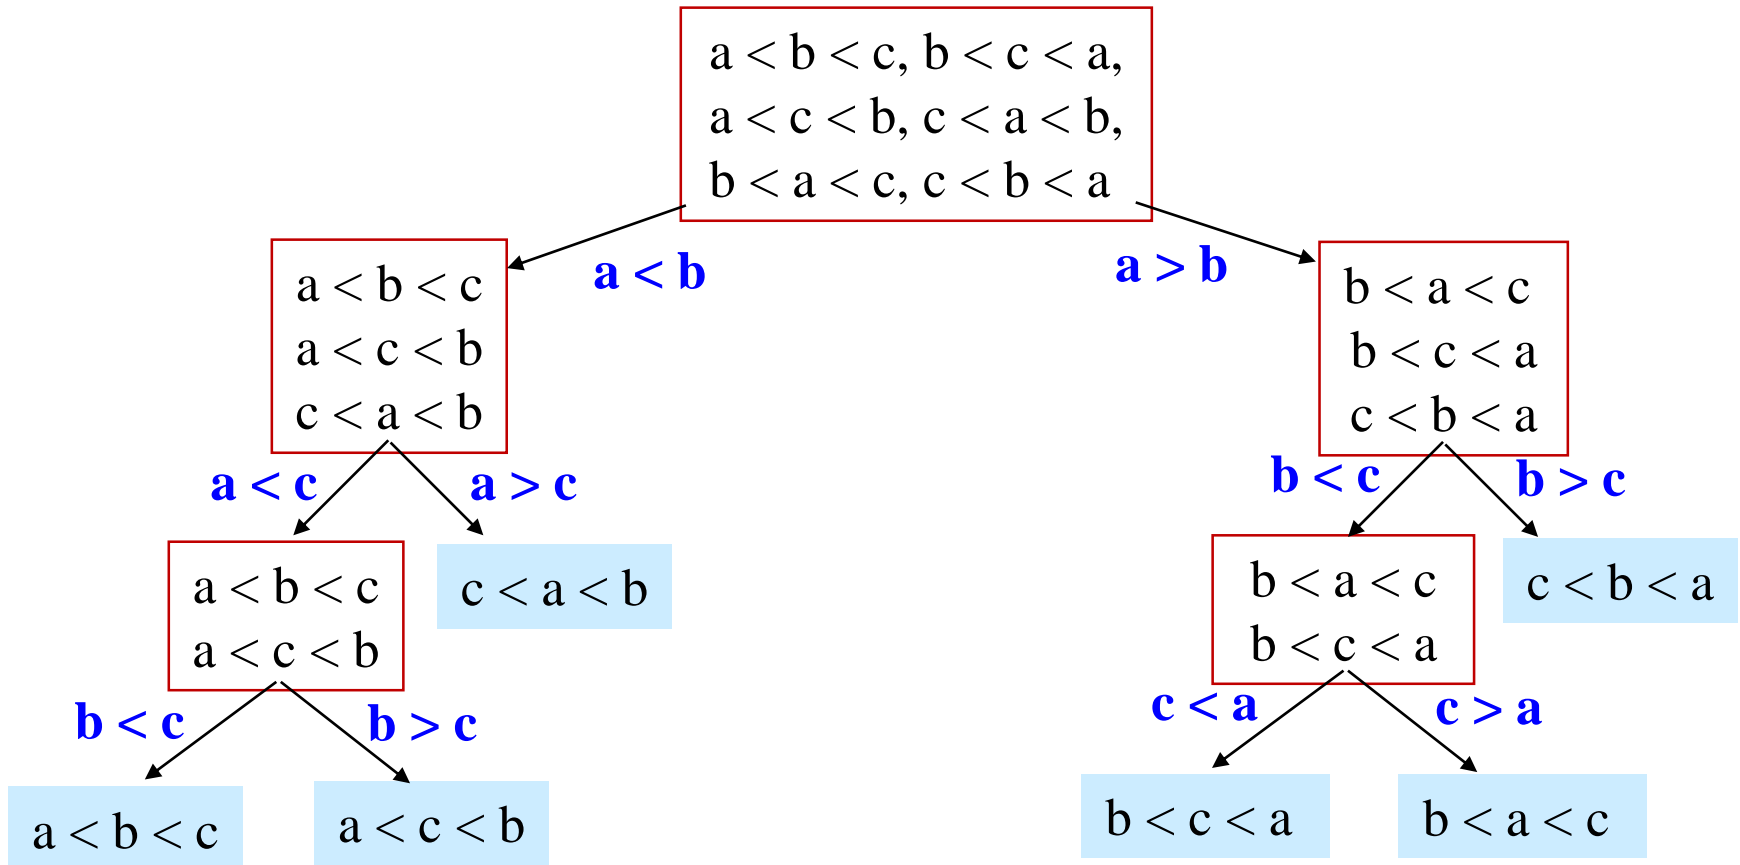 a < b < c, b < c < a,
a < c < b, c < a < b,
b < a < c, c < b < a
a < b
a > b
a < b < c
a < c < b
c < a < b
b < a < c
b < c < a
c < b < a
a < c
a > c
b < c
b > c
a < b < c
a < c < b
c < a < b
b < a < c
b < c < a
c < b < a
b < c
b > c
c < a
c > a
a < b < c
a < c < b
b < c < a
b < a < c